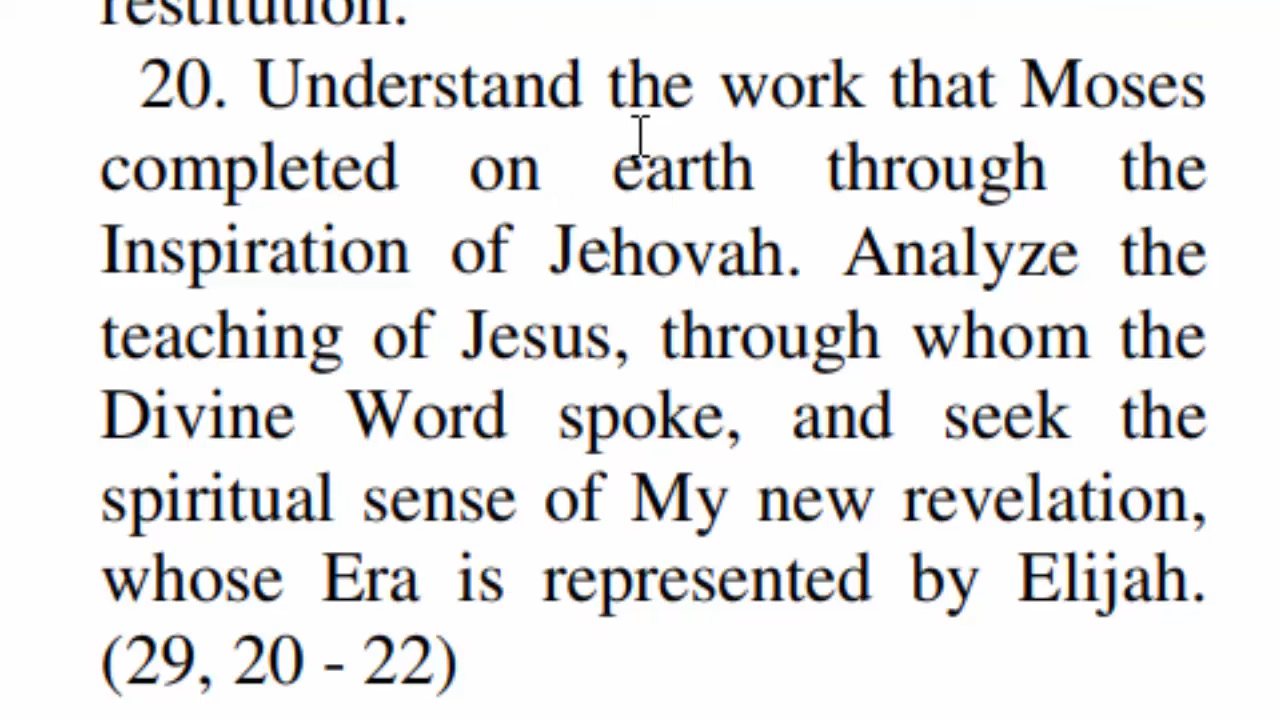 restitution.
20. Understand the work that Moses
completed on earth through the
Inspiration of Jehovah. Analyze the
teaching of Jesus, through whom the
Divine Word spoke, and seek the
spiritual sense of My new revelation,
whose Era is represented by Elijah.
(29, 20 - 22)